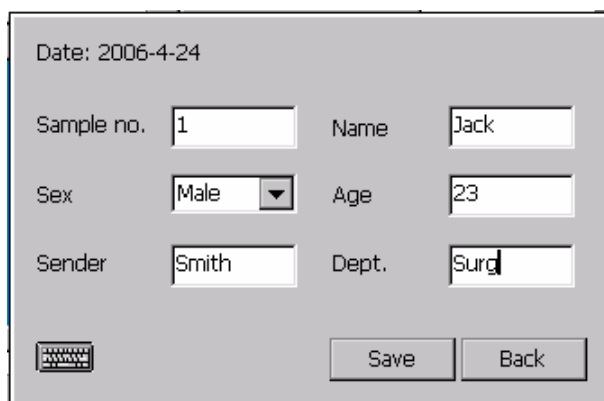 Date: 2006-4-24
Sample no. 1 Name Jack
Sex Male Age 23
Sender Smith Dept. Surg
Save Back